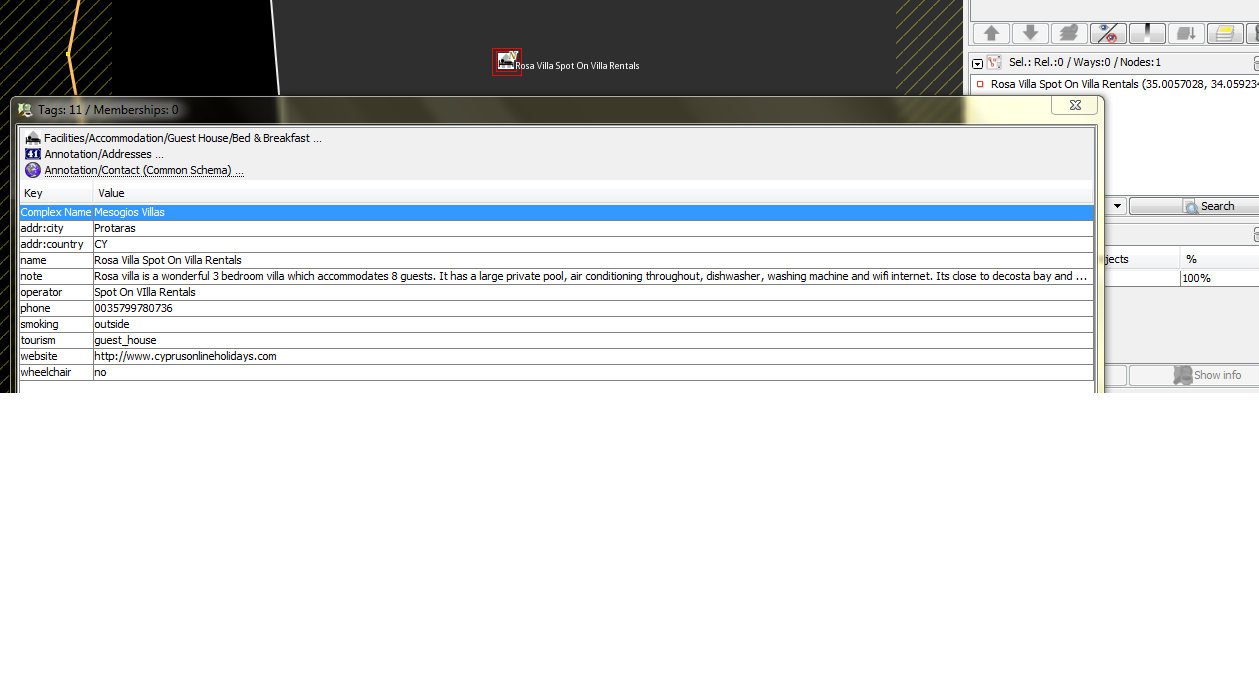 Rosa Villa Spot On Villa Rentals
Sel.: Rel.:0 / Ways:0 / Nodes:1
Rosa Villa Spot On Villa Rentals (35.0057028, 34.059234
Tags: 11 / Memberships: 0
Facilities/Accommodation/Guest House/Bed & Breakfast ...
41 Annotation/Addresses ...
Annotation/Contact (Common Schema) ...
Key Value
Complex Name Mesogios Villas
addr:city Protaras
addr:country CY
name Rosa Villa Spot On Villa Rentals
note Rosa villa is a wonderful 3 bedroom villa which accommodates 8 guests. It has a large private pool, air conditioning throughout, dishwasher, washing machine and wifi internet. Its close to decosta bay and ...
operator Spot On VIlla Rentals
phone 0035799780736
smoking outside
tourism guest_house
website http://www.cyprusonlineholidays.com
wheelchair no
Search
jects %
100%
Show info